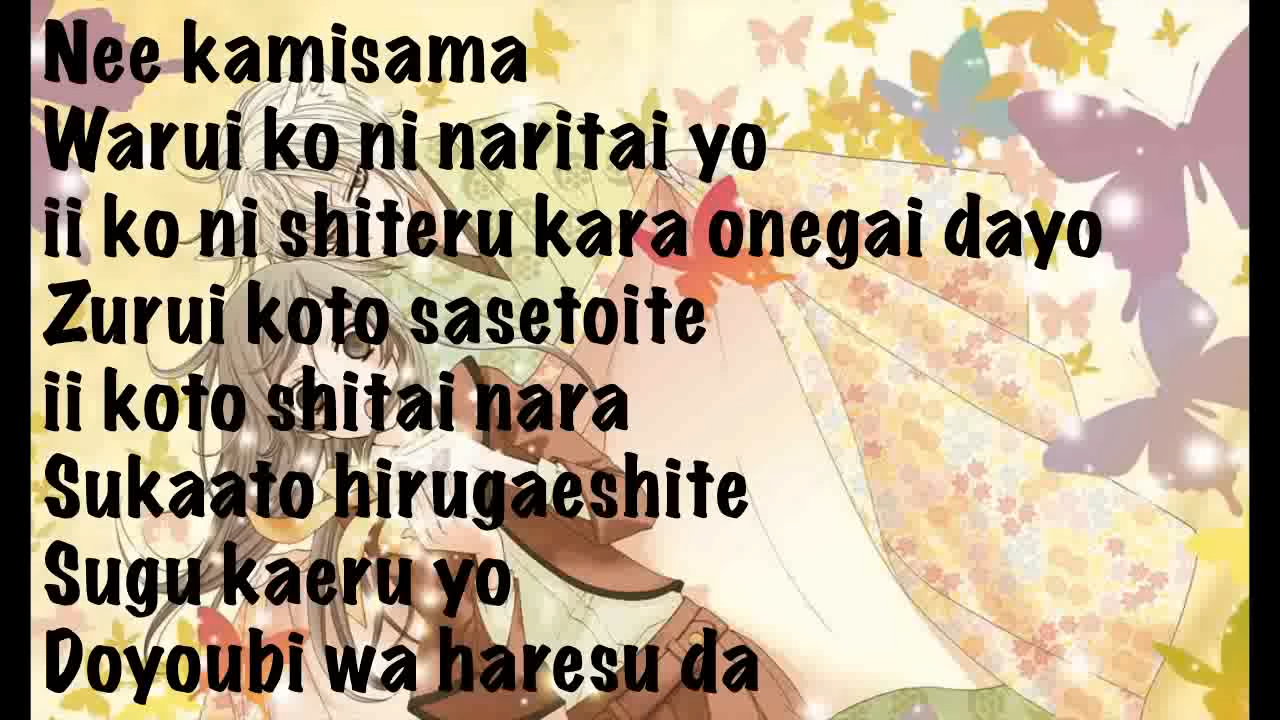 Nee kamisama
Warui ko ni naritai yo
ii ko ni shiteru kara onegai dayo
Zurui koto sasetoite
ii koto shitai nara
Sukaato hirugaeshite
Sugu kaeru yo
Doyoubi wa haresu da